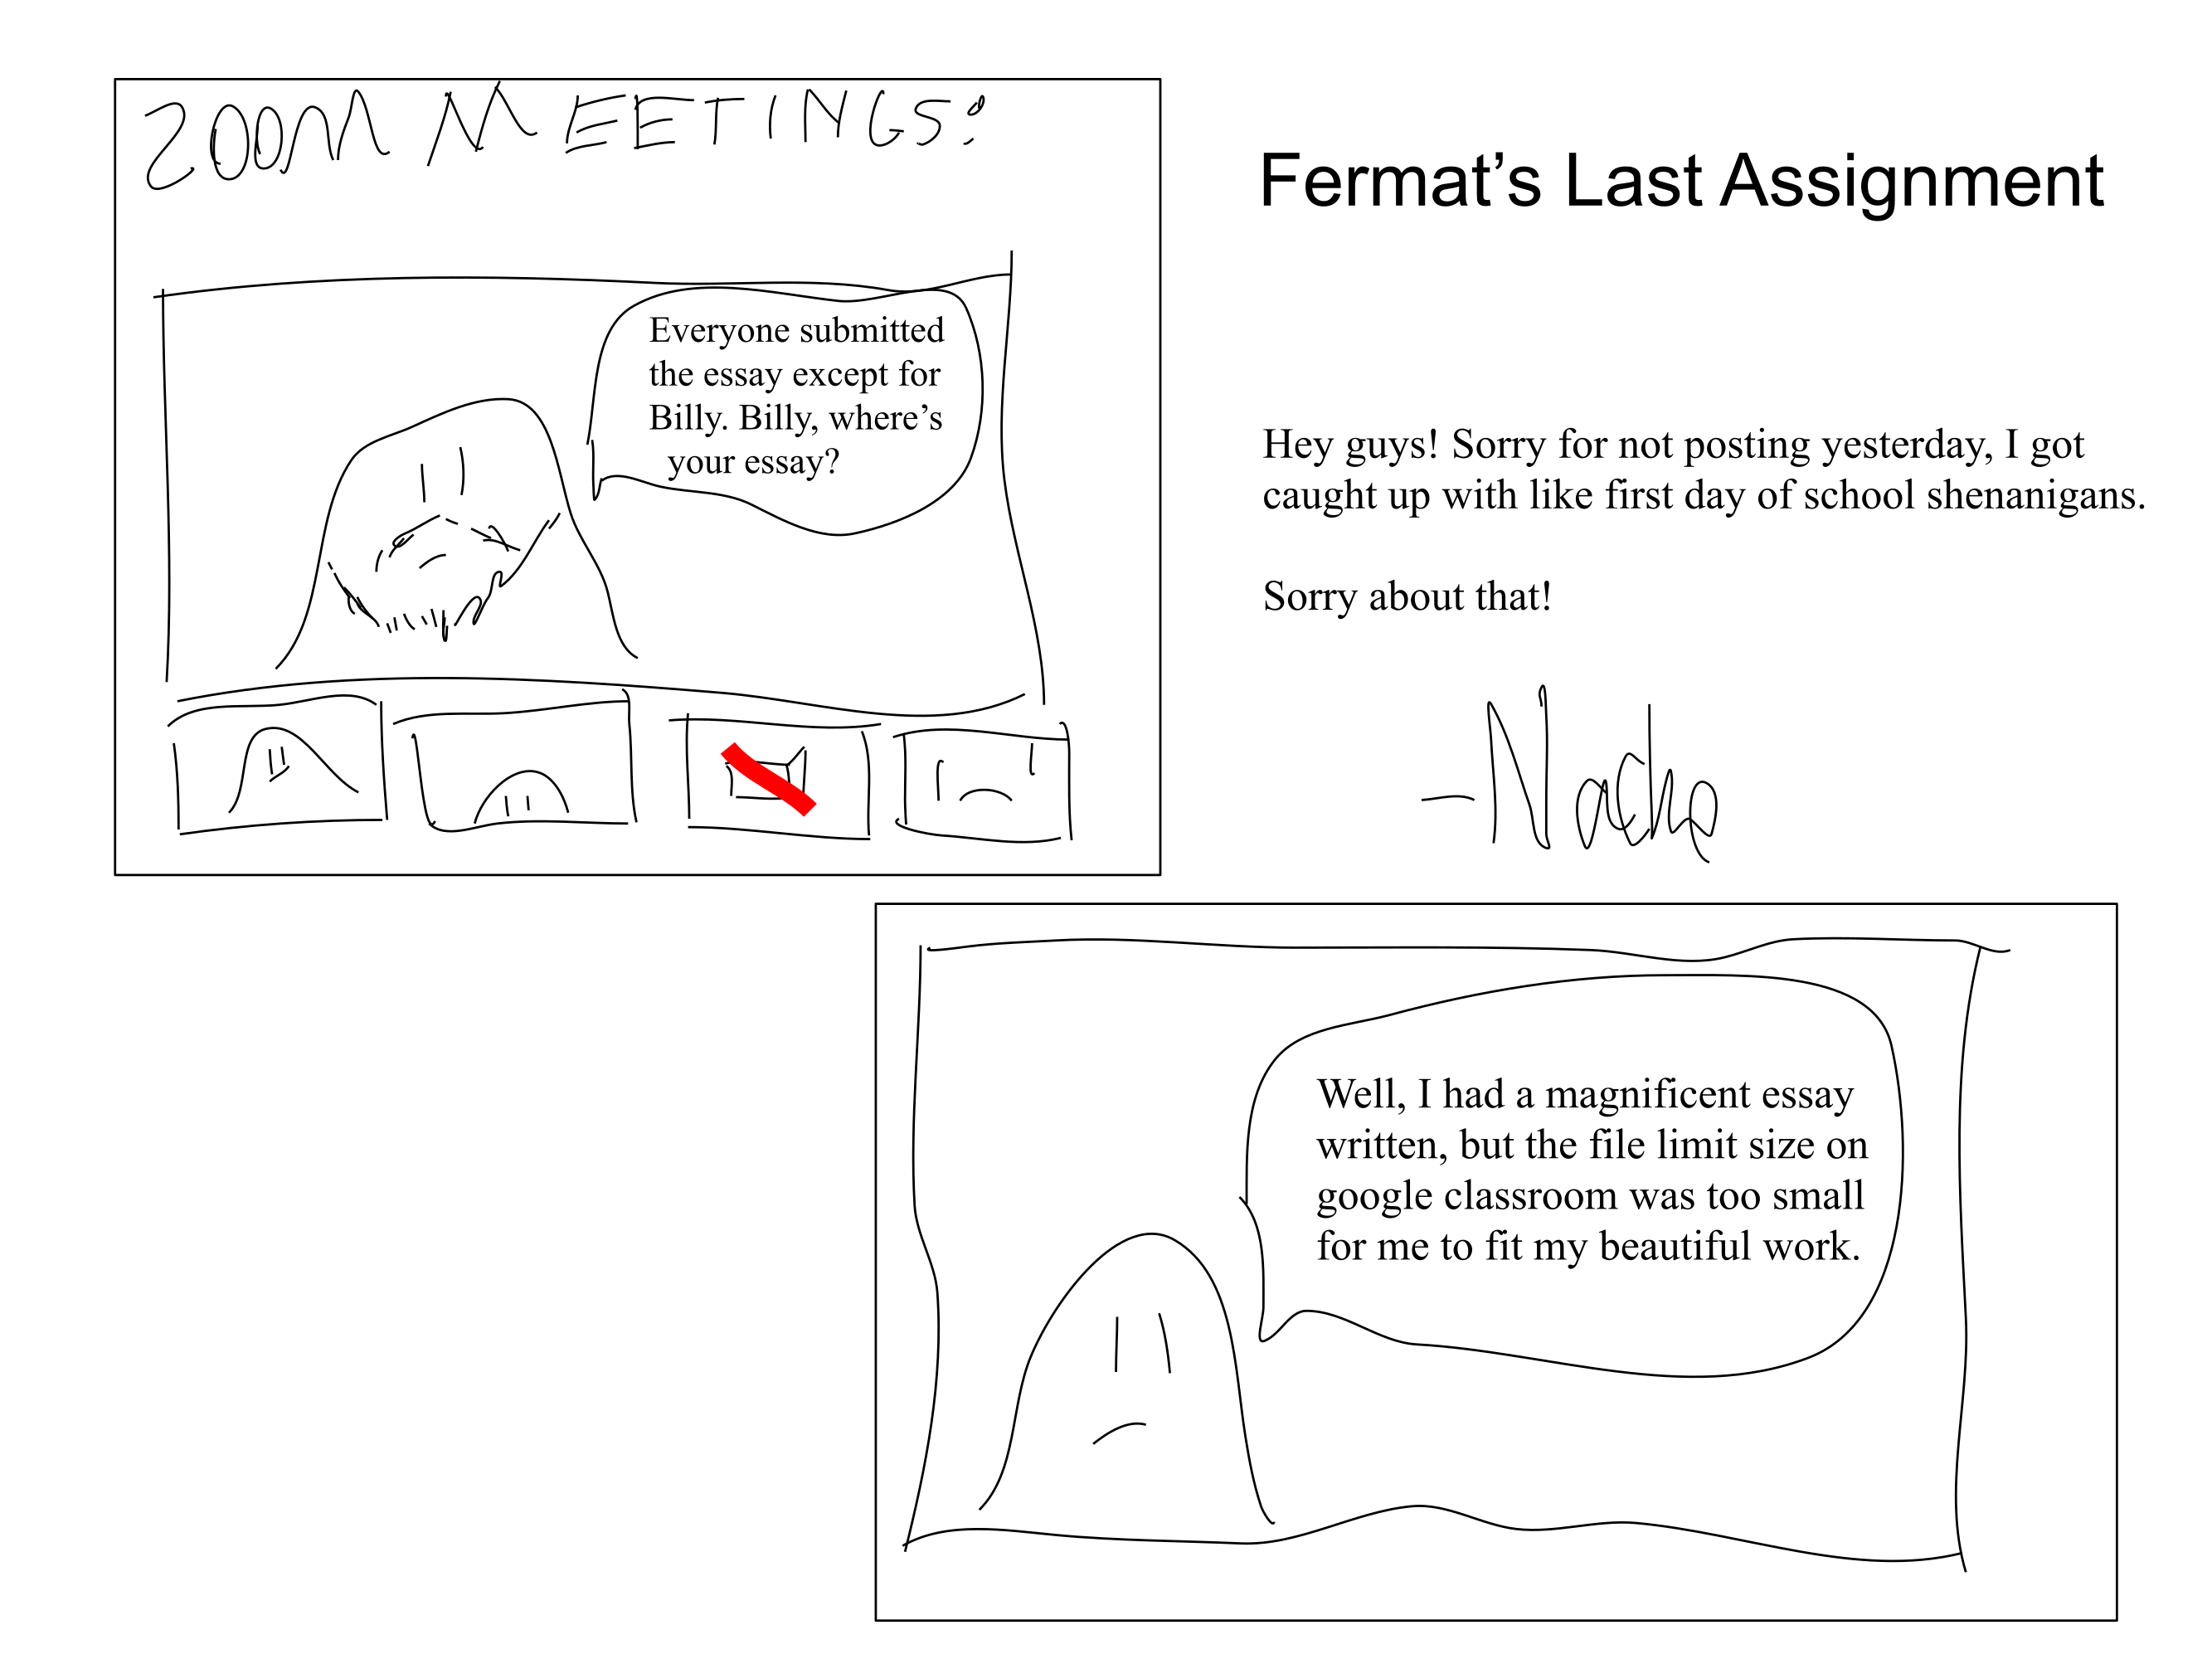 ZOOM MEETINGS:
Fermat’s Last Assignment
Everyone submitted
the essay except for
Billy. Billy, where’s
your essay?
Hey guys! Sorry for not posting yesterday, I got
caught up with like first day of school shenanigans.
Sorry about that!
Well, I had a magnificent essay
written, but the file limit size on
google classroom was too small
for me to fit my beautiful work.